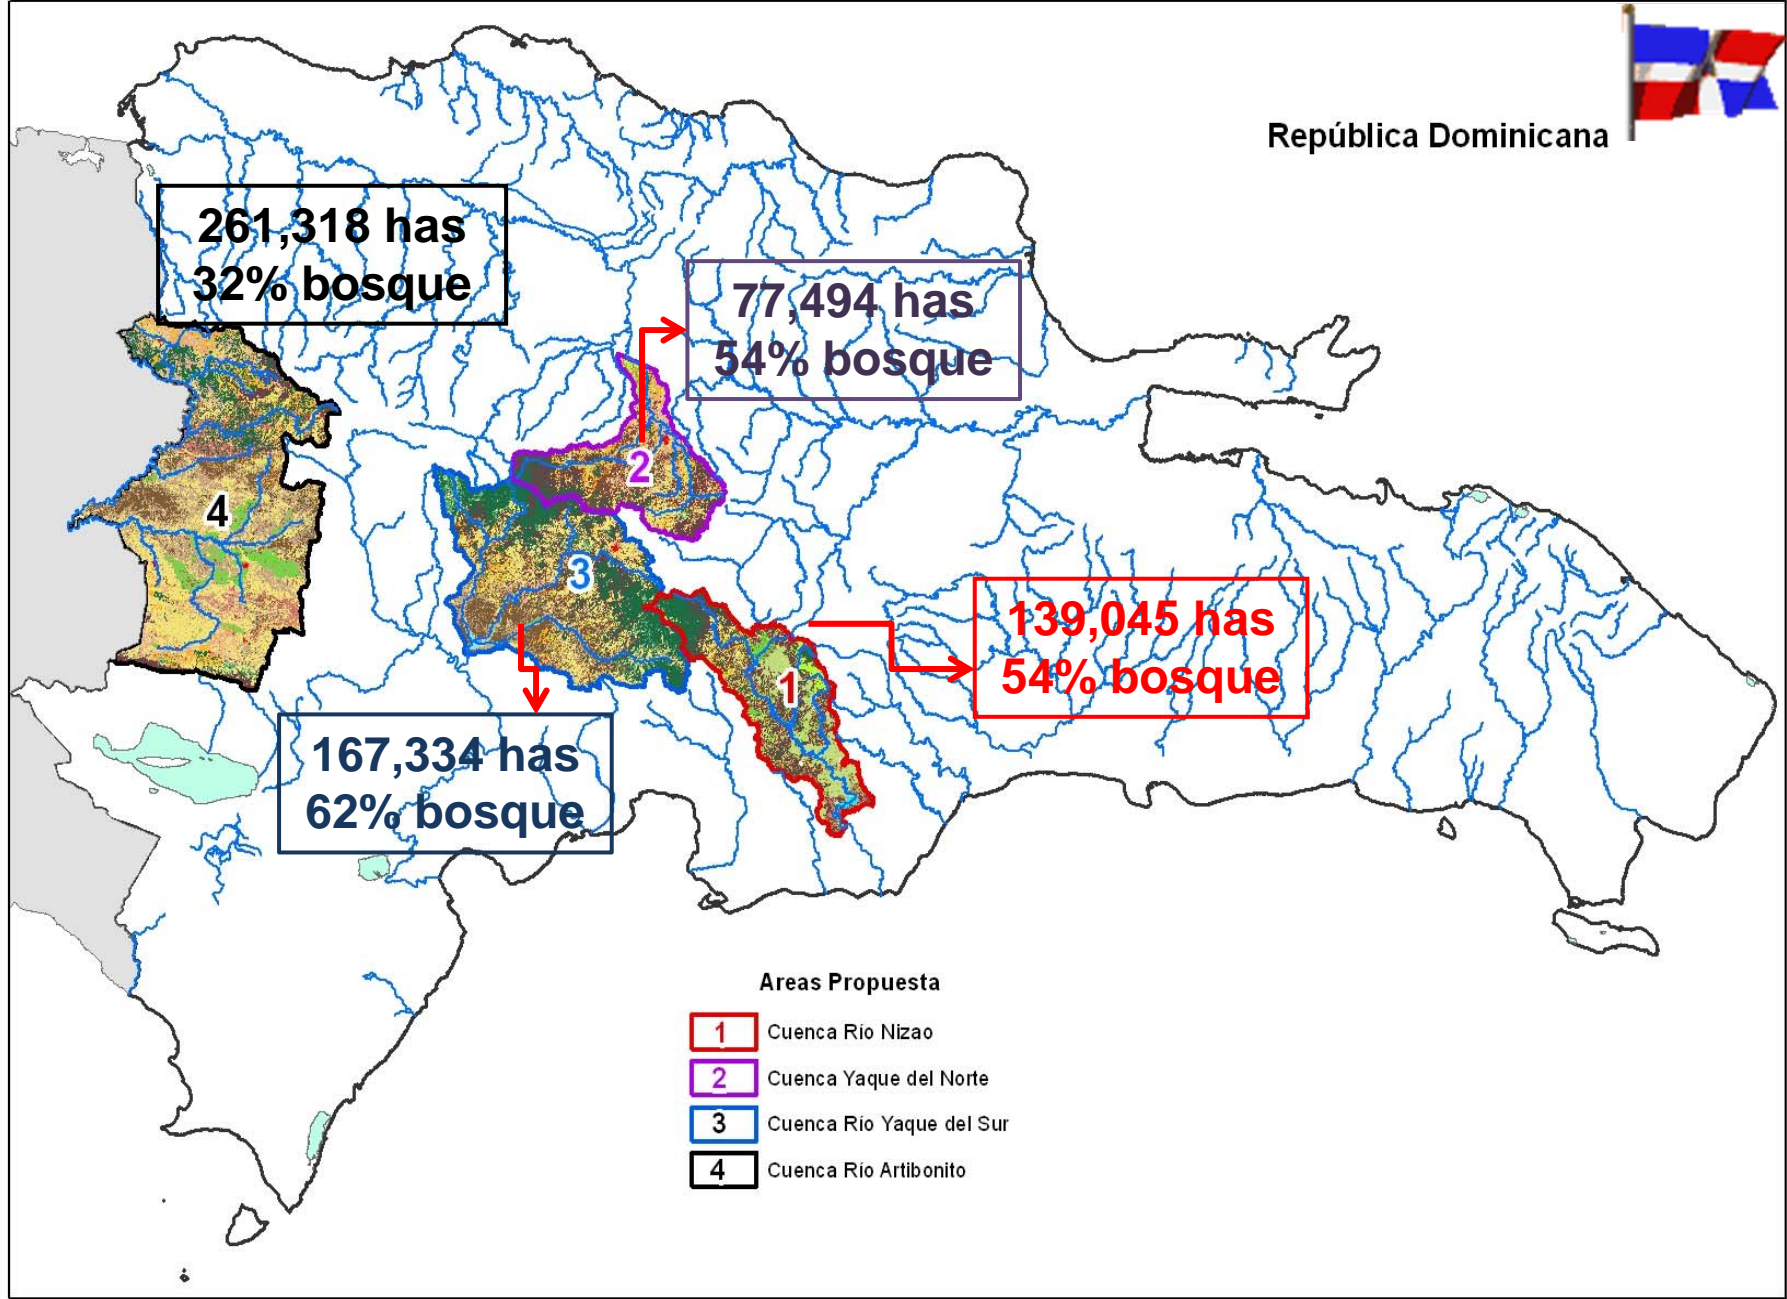 República Dominicana
261,318 has
32% bosque
77,494 has
54% bosque
2
4
3
139,045 has
54% bosque
1
167,334 has
62% bosque
Areas Propuesta
1 Cuenca Río Nizao
2 Cuenca Yaque del Norte
3 Cuenca Río Yaque del Sur
4 Cuenca Río Artibonito